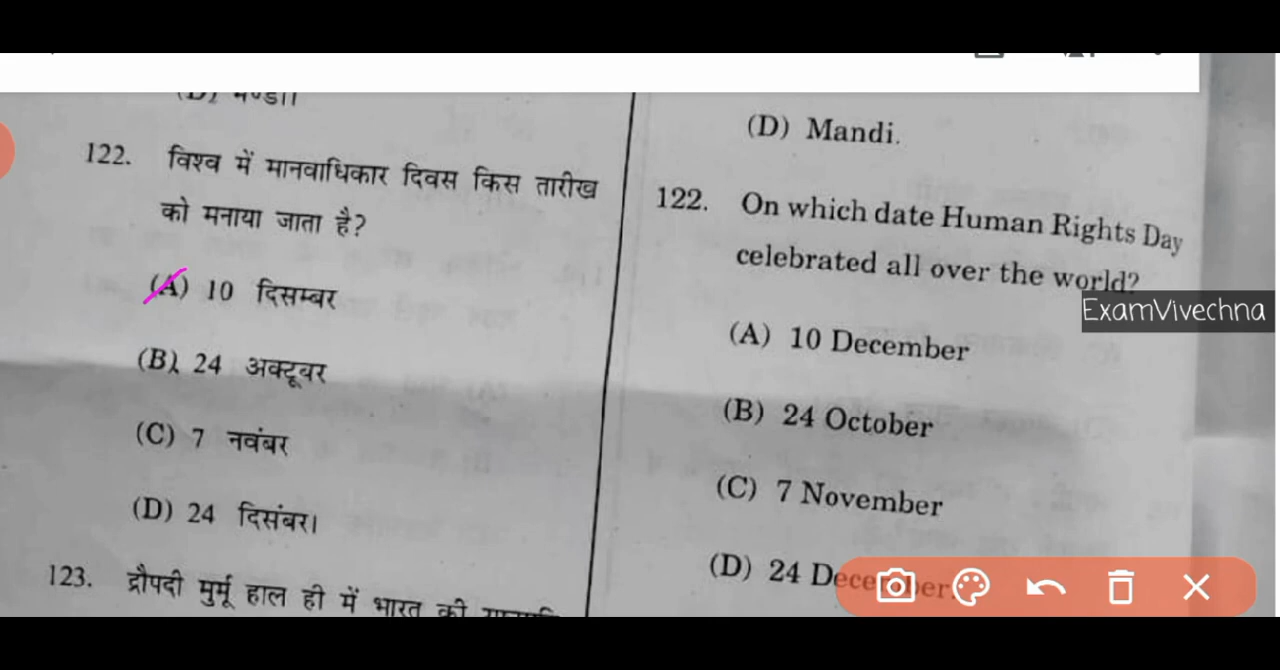 122. विश्व में मानवाधिकार दिवस किस तारीख
को मनाया जाता है?
(A) 10 दिसम्बर
(B) 24 अक्टूबर
(C) 7 नवंबर
(D) 24 दिसंबर।
123. द्रौपदी मुर्मू हाल ही में भारत की
(D) Mandi.
122. On which date Human Rights Day
celebrated all over the world?
ExamVivechna
(A) 10 December
(B) 24 October
(C) 7 November
(D) 24 December.